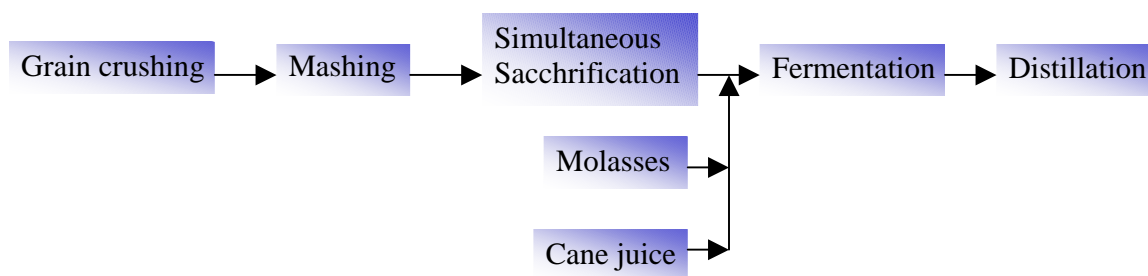 Grain crushing
Mashing
Simultaneous
Sacchrification
Fermentation
Distillation
Molasses
Cane juice